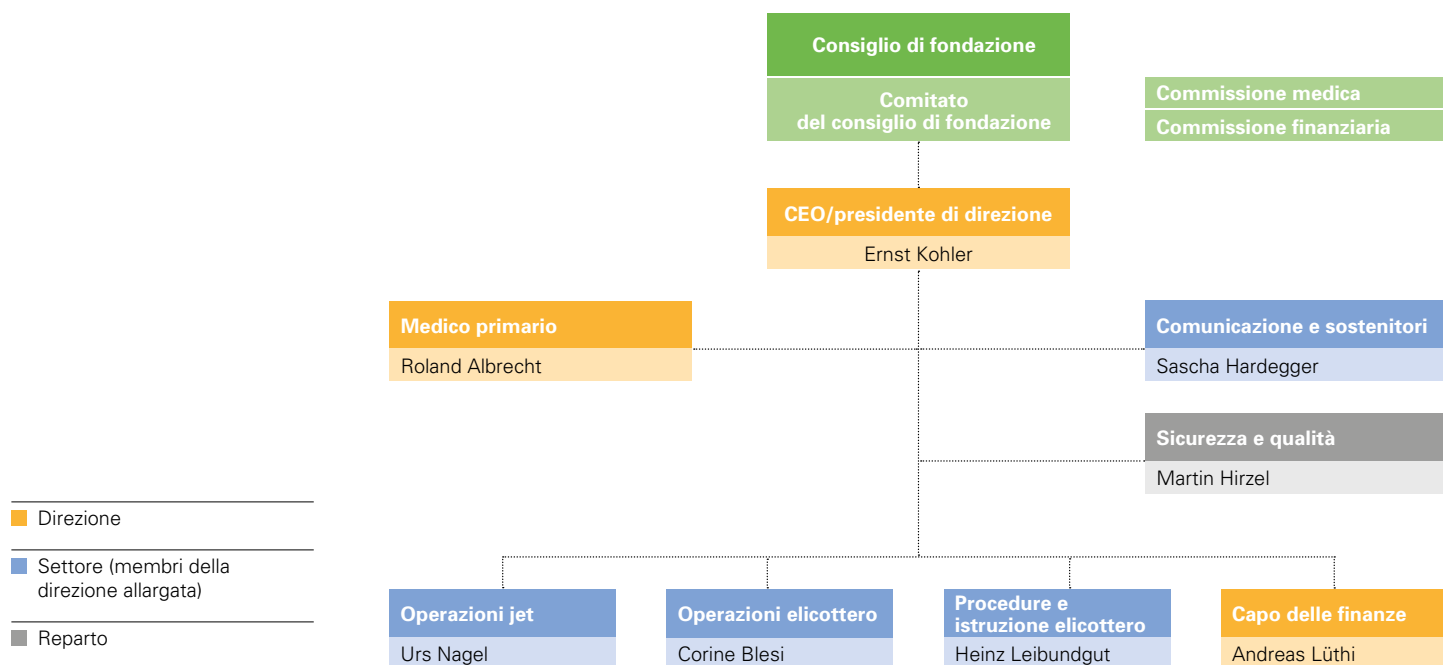 Consiglio di fondazione
Comitato
del consiglio di fondazione
Commissione medica
Commissione finanziaria
CEO/presidente di direzione
Ernst Kohler
Medico primario
Roland Albrecht
Comunicazione e sostenitori
Sascha Hardegger
Sicurezza e qualità
Martin Hirzel
Direzione
Settore (membri della
direzione allargata)
Reparto
Operazioni jet
Urs Nagel
Operazioni elicottero
Corine Blesi
Procedure e
istruzione elicottero
Heinz Leibundgut
Capo delle finanze
Andreas Lüthi